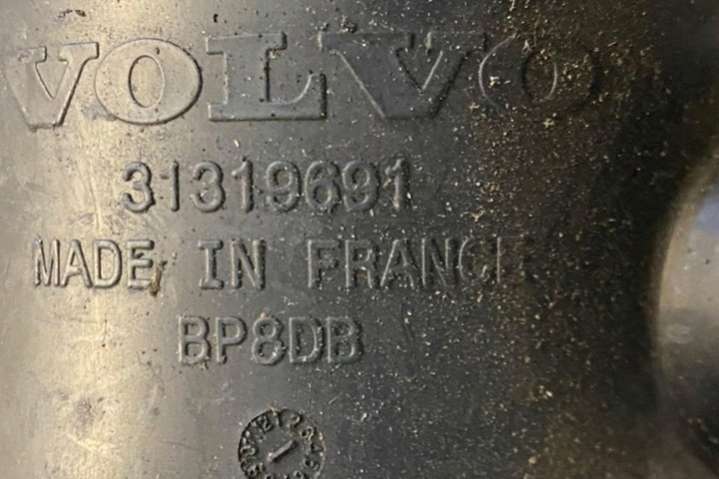 VOLVO
31319691
MADE IN FRANCE
BP8DB